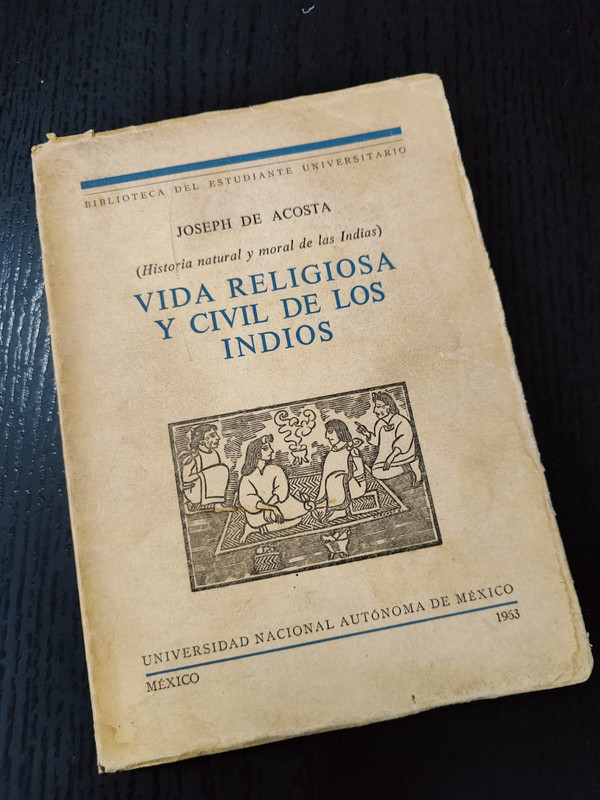 BIBLIOTECA DEL ESTUDIANTE UNIVERSITARIO
JOSEPH DE ACOSTA
(Historia natural y moral de las Indias)
VIDA RELIGIOSA
Y CIVIL DE LOS
INDIOS
UNIVERSIDAD NACIONAL AUTÓNOMA DE MÉXICO
MÉXICO 1963